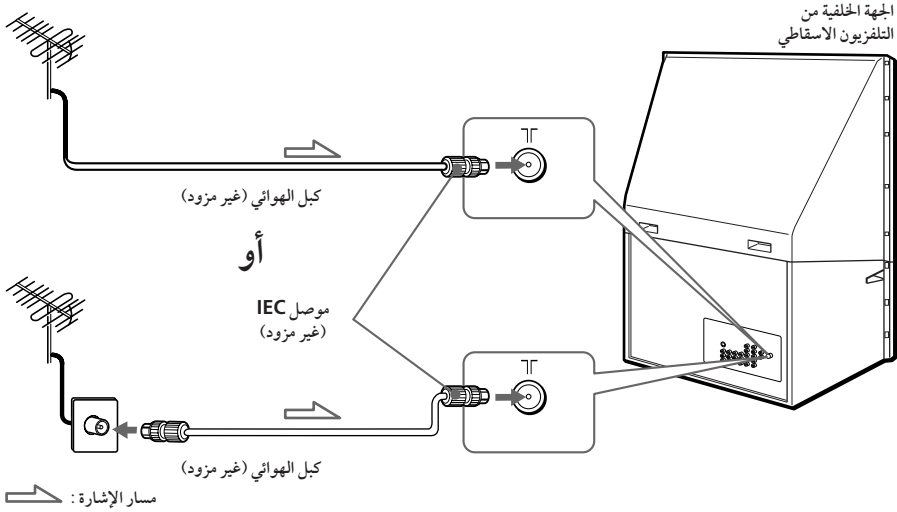 الجهة الخلفية من
التلفزيون الاسقاطي
كبل الهوائي (غير مزود)
أو
موصل IEC
(غير مزود)
كبل الهوائي (غير مزود)
مسار الإشارة :